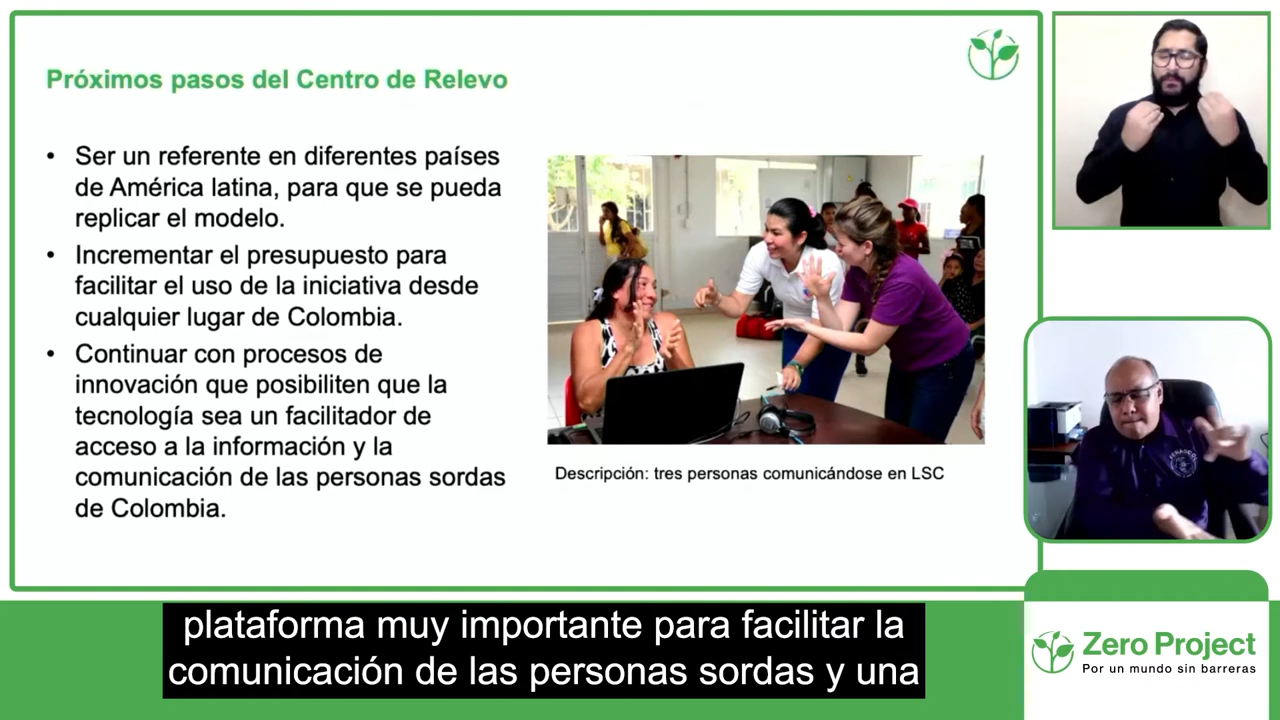 Próximos pasos del Centro de Relevo
• Ser un referente en diferentes países
de América latina, para que se pueda
replicar el modelo.
• Incrementar el presupuesto para
facilitar el uso de la iniciativa desde
cualquier lugar de Colombia.
• Continuar con procesos de
innovación que posibiliten que la
tecnología sea un facilitador de
acceso a la información y la
comunicación de las personas sordas
de Colombia.
Descripción: tres personas comunicándose en LSC
FENASCOL
plataforma muy importante para facilitar la
comunicación de las personas sordas y una
Zero Project
Por un mundo sin barreras